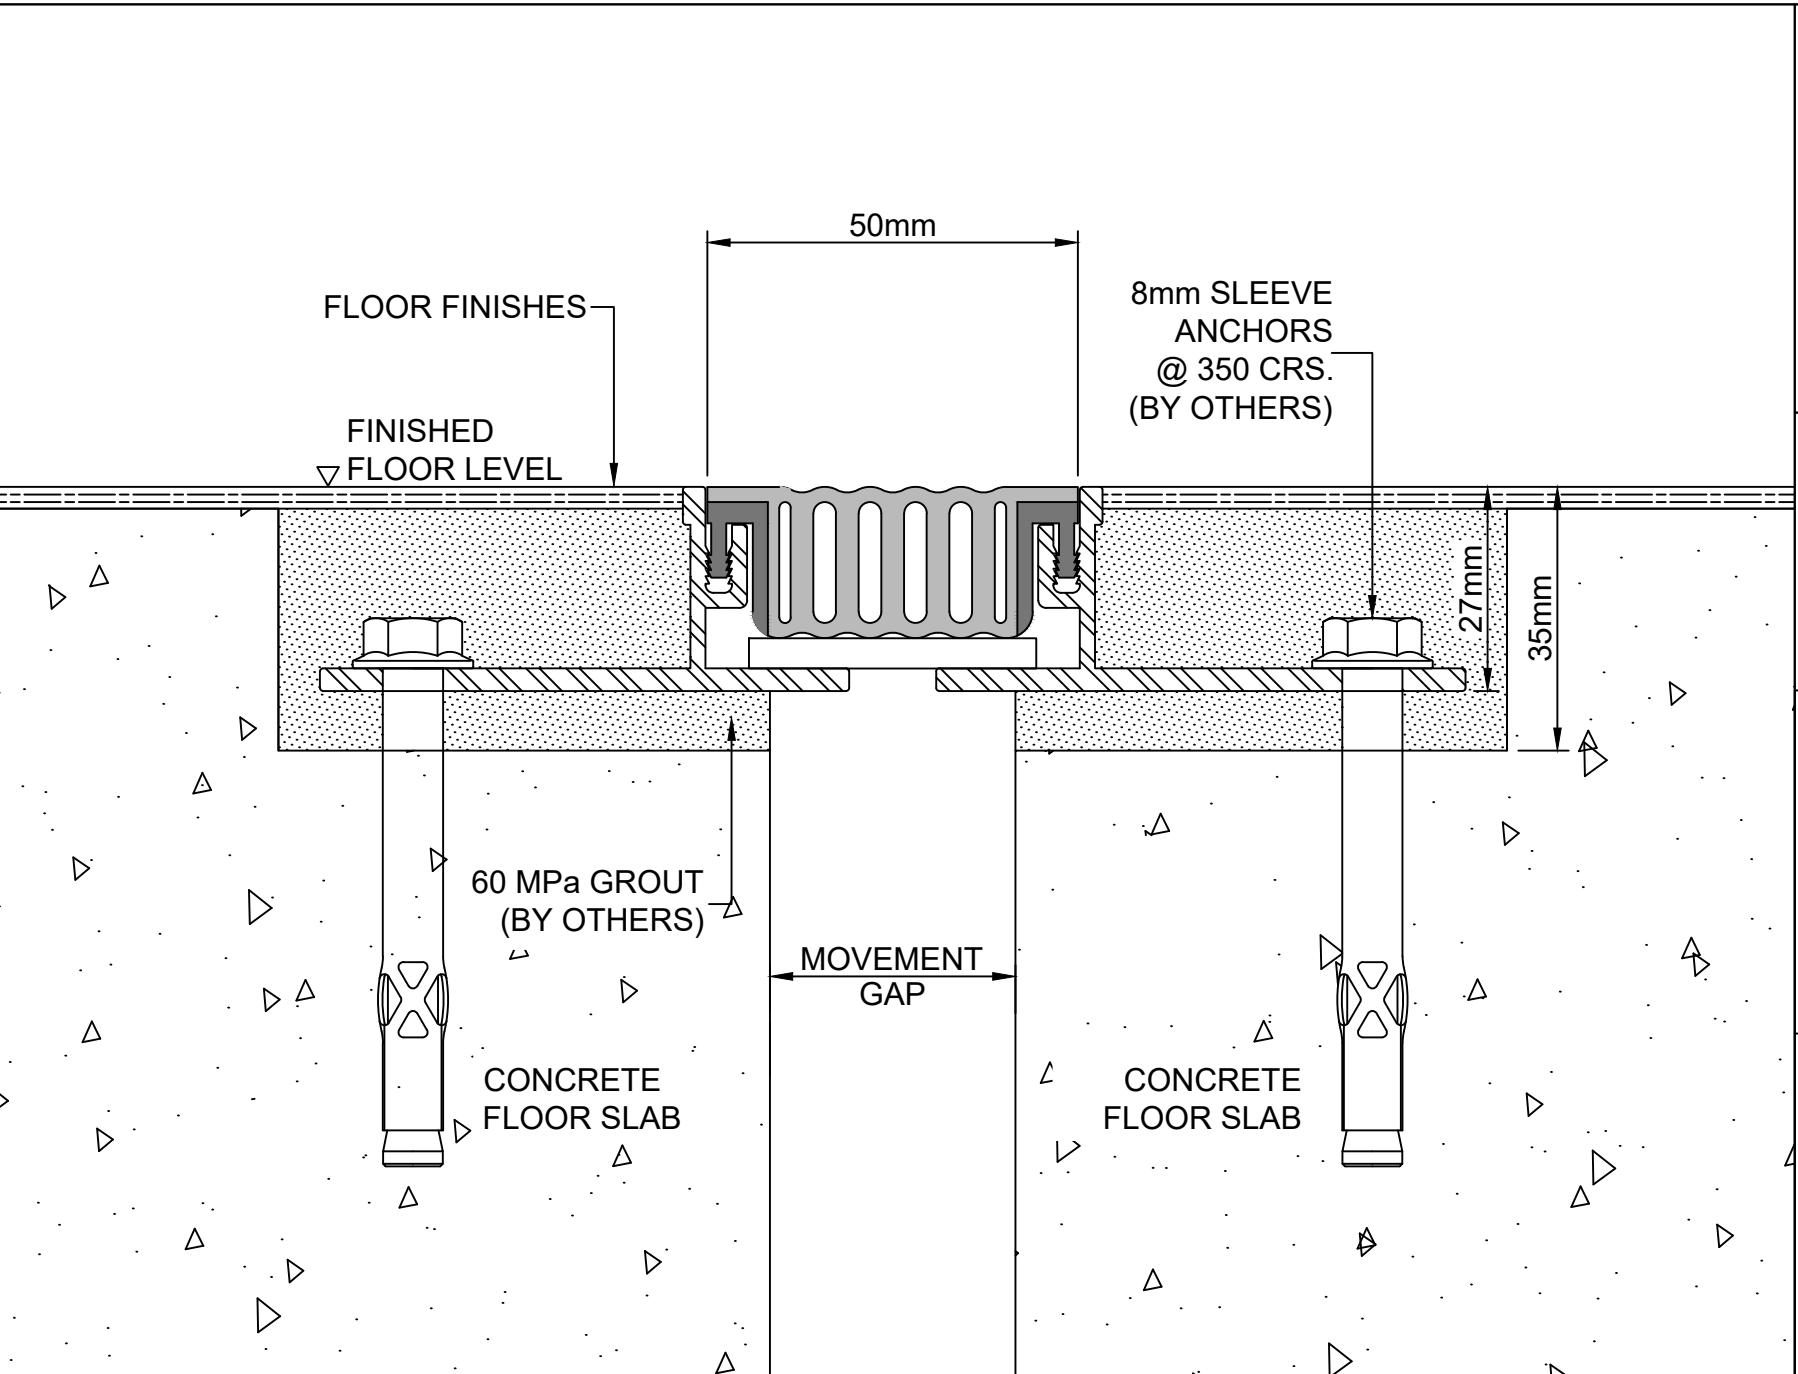 50mm
FLOOR FINISHES
8mm SLEEVE
ANCHORS
@ 350 CRS.
(BY OTHERS)
FINISHED
FLOOR LEVEL
27mm
35mm
60 MPa GROUT
(BY OTHERS)
MOVEMENT
GAP
CONCRETE
FLOOR SLAB
CONCRETE
FLOOR SLAB